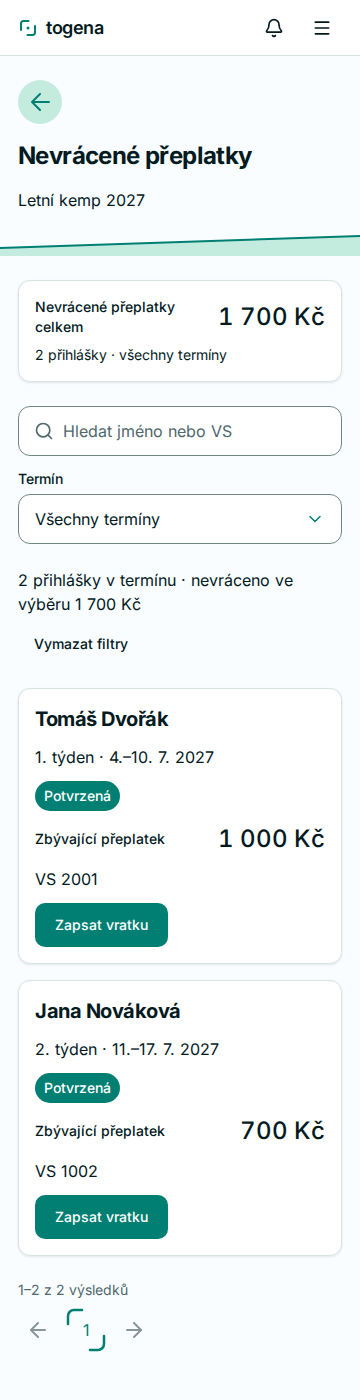 togena
Nevrácené přeplatky
Letní kemp 2027
Nevrácené přeplatky
celkem
1 700 Kč
2 přihlášky · všechny termíny
Hledat jméno nebo VS
Termín
Všechny termíny
2 přihlášky v termínu · nevráceno ve
výběru 1 700 Kč
Vymazat filtry
Tomáš Dvořák
1. týden · 4.–10. 7. 2027
Potvrzená
Zbývající přeplatek 1 000 Kč
VS 2001
Zapsat vratku
Jana Nováková
2. týden · 11.–17. 7. 2027
Potvrzená
Zbývající přeplatek 700 Kč
VS 1002
Zapsat vratku
1–2 z 2 výsledků
1